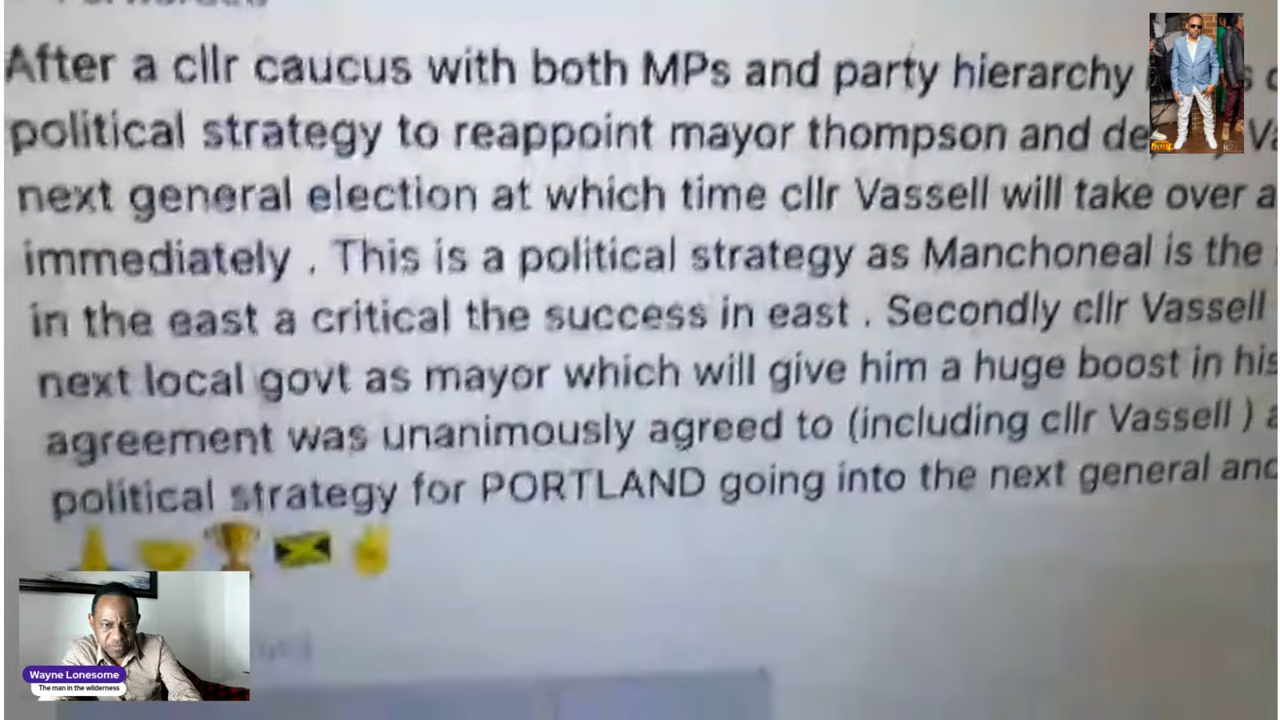 After a cllr caucus with both MPs and party hierarchy
political strategy to reappoint mayor thompson and
next general election at which time cllr Vassell will take over a
immediately . This is a political strategy as Manchoneal is the
in the east a critical the success in east . Secondly cllr Vassell
next local govt as mayor which will give him a huge boost in his
agreement was unanimously agreed to (including cllr Vassell )
political strategy for PORTLAND going into the next general and
Wayne Lonesome
The man in the wilderness